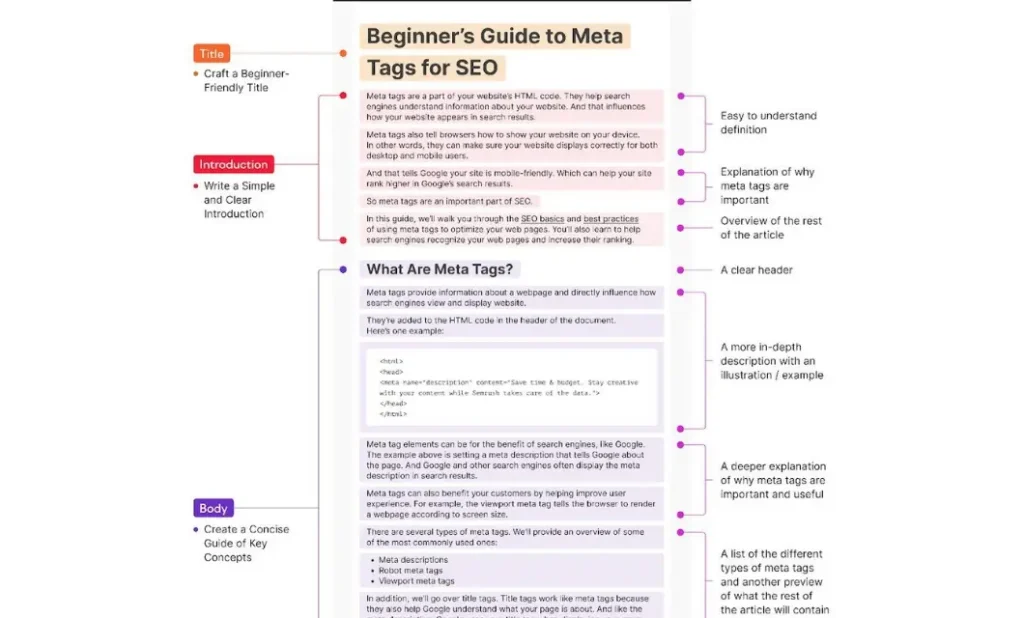 Title
Craft a Beginner-
Friendly Title
Introduction
Write a Simple
and Clear
Introduction
Body
Create a Concise
Guide of Key
Concepts
Beginner's Guide to Meta
Tags for SEO
Meta tags are a part of your website's HTML code. They help search
engines understand information about your website. And that influences
how your website appears in search results.
Meta tags also tell browsers how to show your website on your device.
In other words, they can make sure your website displays correctly for both
desktop and mobile users.
And that tells Google your site is mobile-friendly. Which can help your site
rank higher in Google's search results.
So meta tags are an important part of SEO.
In this guide, we'll walk you through the SEO basics and best practices
of using meta tags to optimize your web pages. You'll also learn to help
search engines recognize your web pages and increase their ranking.
What Are Meta Tags?
Meta tags provide information about a webpage and directly influence how
search engines view and display website.
They're added to the HTML code in the header of the document.
Here's one example:
<html>
<head>
<meta name="description" content="Save time & budget. Stay creative
with your content while Semrush takes care of the data.">
</head>
</html>
Meta tag elements can be for the benefit of search engines, like Google.
The example above is setting a meta description that tells Google about
the page. And Google and other search engines often display the meta
description in search results.
Meta tags can also benefit your customers by helping improve user
experience. For example, the viewport meta tag tells the browser to render
a webpage according to screen size.
There are several types of meta tags. We'll provide an overview of some
of the most commonly used ones:
• Meta descriptions
• Robot meta tags
• Viewport meta tags
In addition, we'll go over title tags. Title tags work like meta tags because
they also help Google understand what your page is about. And like the
Easy to understand
definition
Explanation of why
meta tags are
important
Overview of the rest
of the article
A clear header
A more in-depth
description with an
illustration / example
A deeper explanation
of why meta tags are
important and useful
A list of the different
types of meta tags
and another preview
of what the rest of
the article will contain